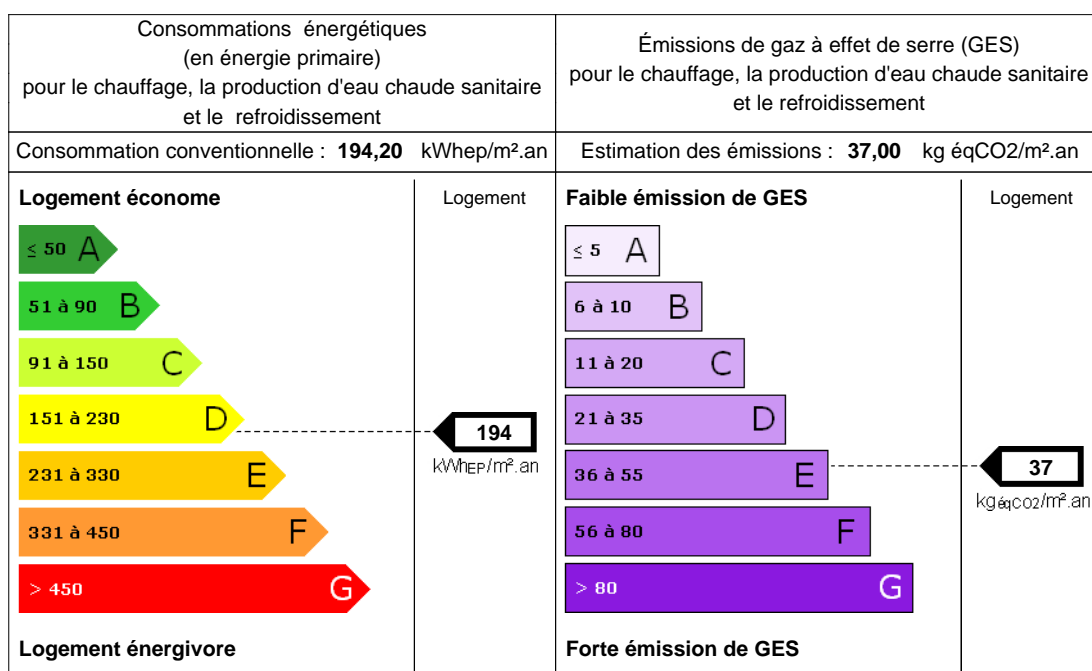 Consommations énergétiques
(en énergie primaire)
pour le chauffage, la production d'eau chaude sanitaire
et le refroidissement
Émissions de gaz à effet de serre (GES)
pour le chauffage, la production d'eau chaude sanitaire
et le refroidissement
Consommation conventionnelle : 194,20 kWhep/m².an
Estimation des émissions : 37,00 kg éqCO2/m².an
Logement économe
Logement
≤ 50 A
51 à 90 B
91 à 150 C
151 à 230 D
231 à 330 E
331 à 450 F
> 450 G
194
kWhEP/m².an
Logement énergivore
Faible émission de GES
Logement
≤ 5 A
6 à 10 B
11 à 20 C
21 à 35 D
36 à 55 E
56 à 80 F
> 80 G
37
kgéqCO2/m².an
Forte émission de GES